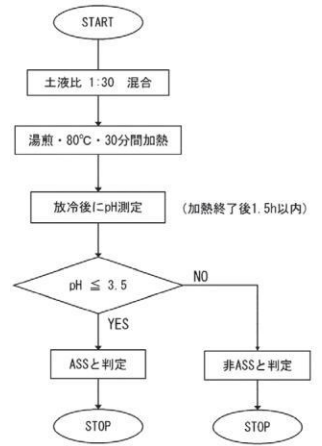 START
土液比 1:30 混合
湯煎・80℃・30分間加熱
放冷後にpH測定 (加熱終了後1.5h以内)
pH ≦ 3.5
NO
YES
ASSと判定 非ASSと判定
STOP STOP